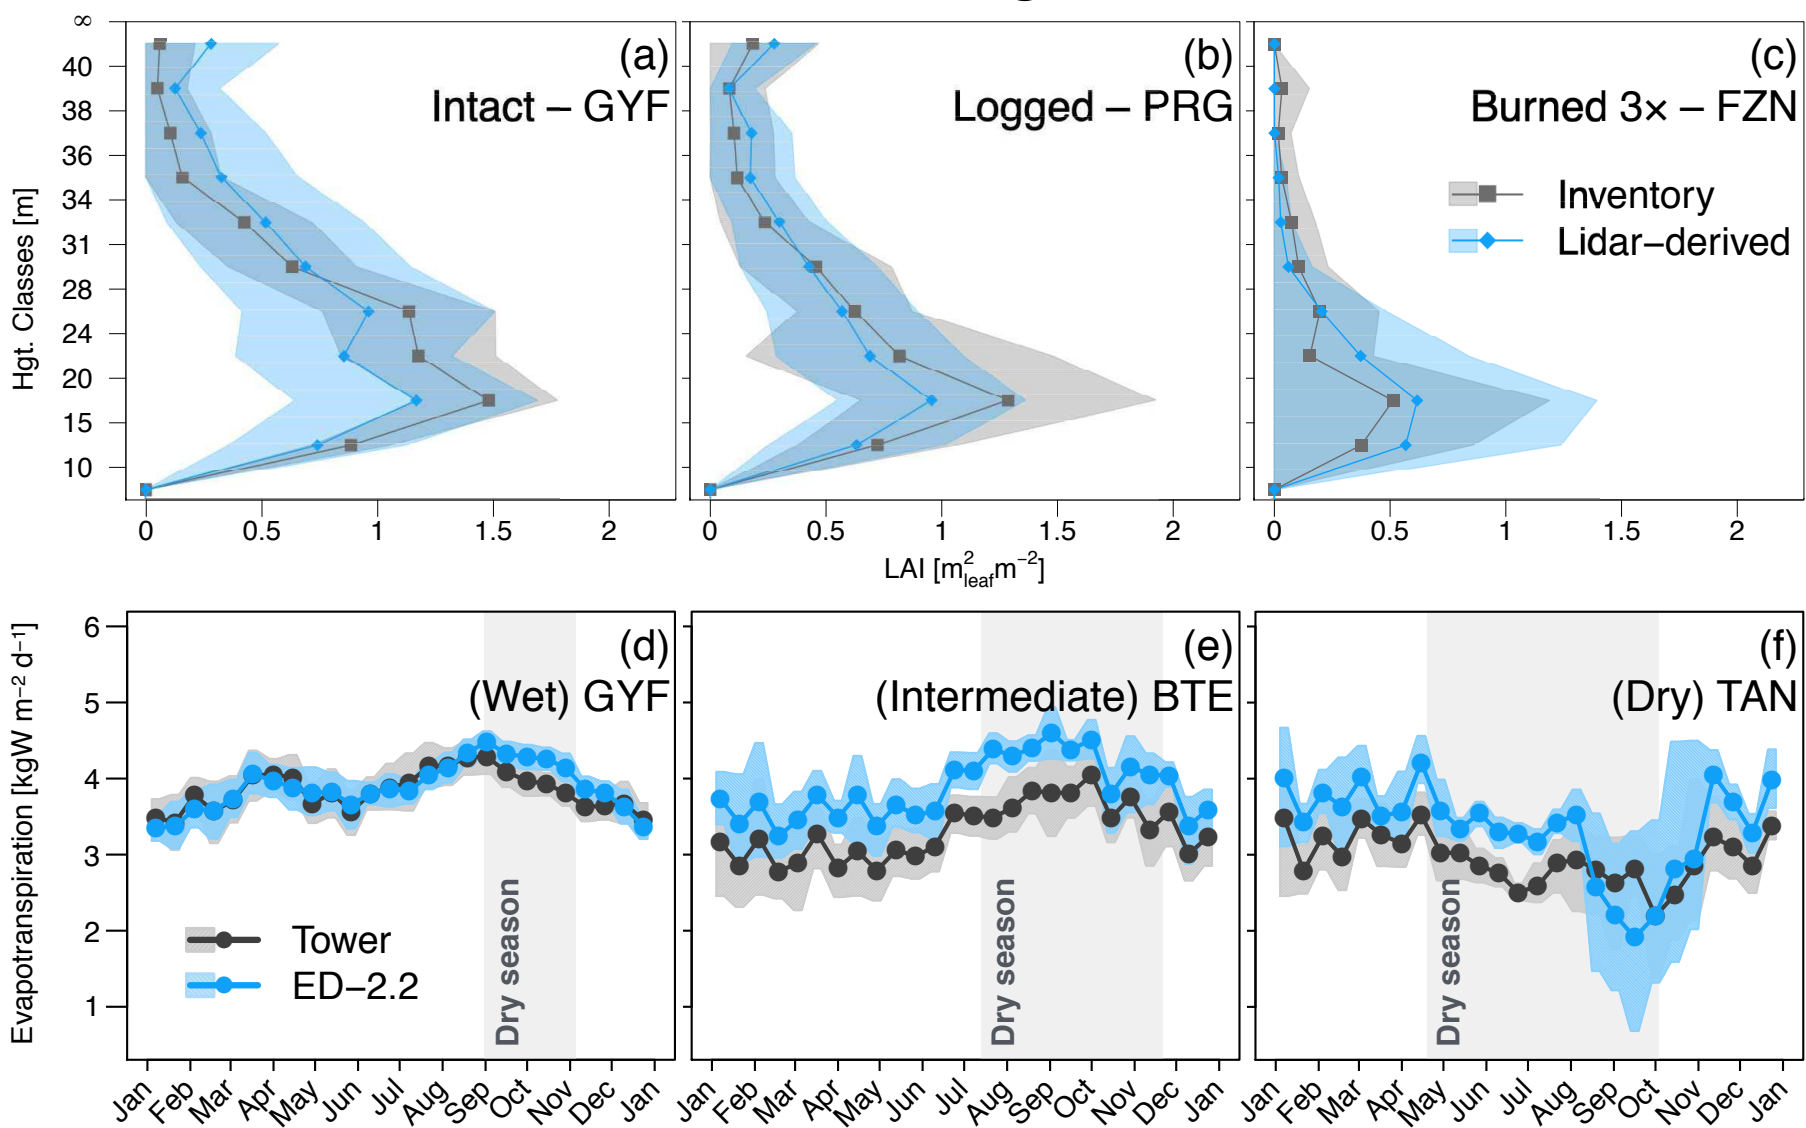 ∞
40
38
36
34
31
28
24
20
15
10
Hgt. Classes [m]
(a)
Intact – GYF
(b)
Logged – PRG
(c)
Burned 3× – FZN
Inventory
Lidar–derived
0 0.5 1 1.5 2
0 0.5 1 1.5 2
0 0.5 1 1.5 2
LAI [m²leaf m⁻²]
Evapotranspiration [kgW m⁻² d⁻¹]
6
5
4
3
2
1
(d)
(Wet) GYF
Tower
ED–2.2
Dry season
(e)
(Intermediate) BTE
Dry season
(f)
(Dry) TAN
Dry season
Jan Feb Mar Apr May Jun Jul Aug Sep Oct Nov Dec Jan
Jan Feb Mar Apr May Jun Jul Aug Sep Oct Nov Dec Jan
Jan Feb Mar Apr May Jun Jul Aug Sep Oct Nov Dec Jan